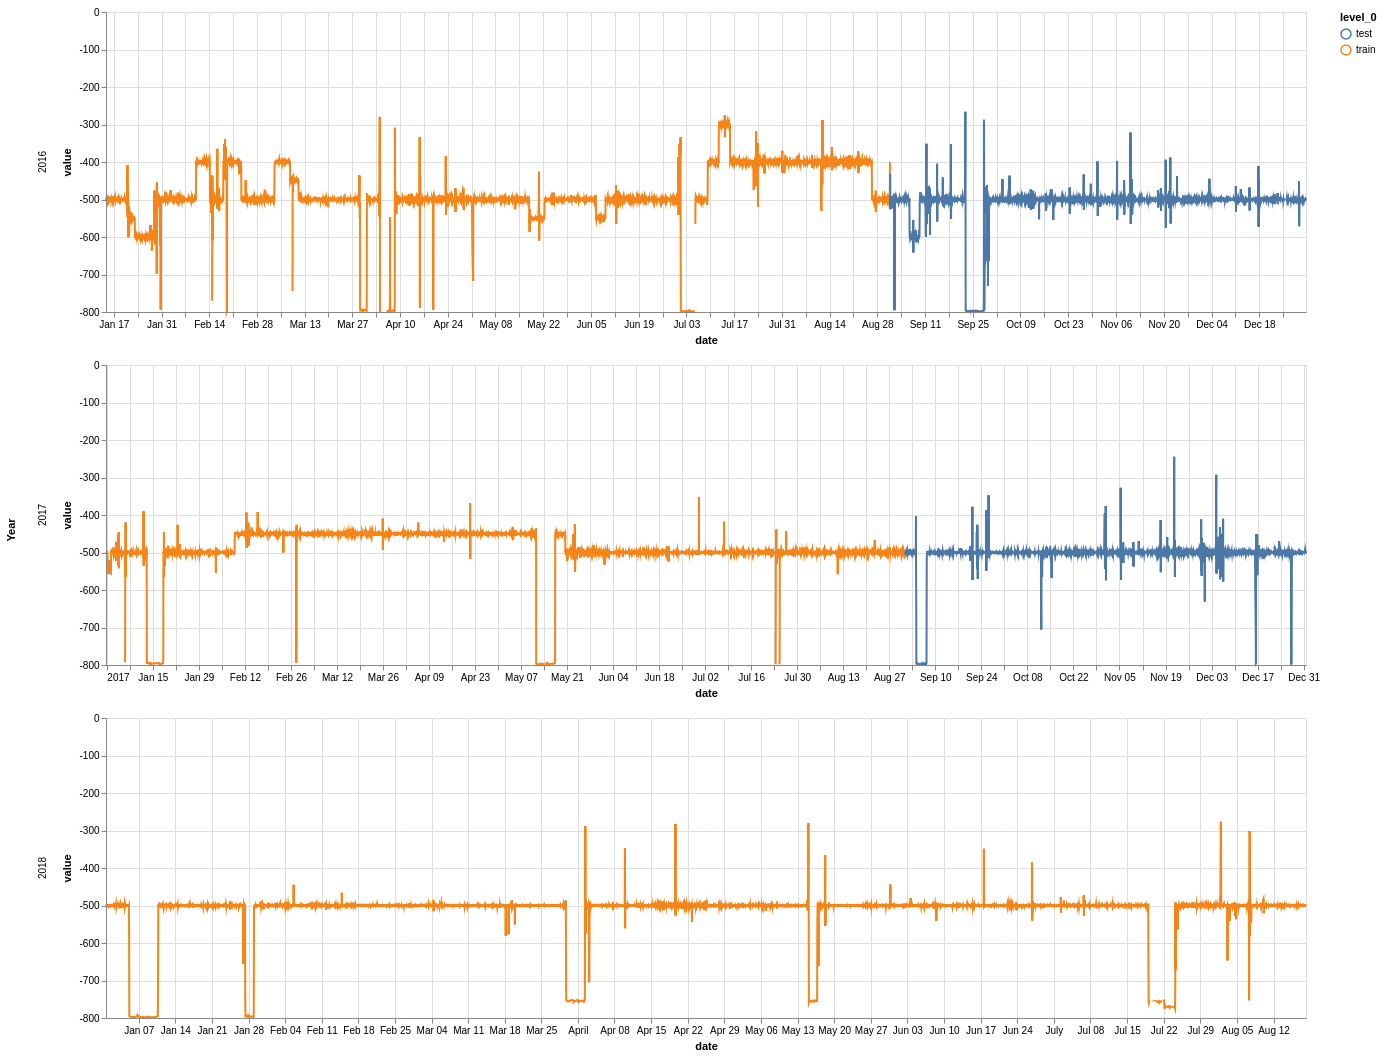 level_0
test
train
Year
2016
value
0
-100
-200
-300
-400
-500
-600
-700
-800
Jan 17 Jan 31 Feb 14 Feb 28 Mar 13 Mar 27 Apr 10 Apr 24 May 08 May 22 Jun 05 Jun 19 Jul 03 Jul 17 Jul 31 Aug 14 Aug 28 Sep 11 Sep 25 Oct 09 Oct 23 Nov 06 Nov 20 Dec 04 Dec 18
date
2017
value
0
-100
-200
-300
-400
-500
-600
-700
-800
2017 Jan 15 Jan 29 Feb 12 Feb 26 Mar 12 Mar 26 Apr 09 Apr 23 May 07 May 21 Jun 04 Jun 18 Jul 02 Jul 16 Jul 30 Aug 13 Aug 27 Sep 10 Sep 24 Oct 08 Oct 22 Nov 05 Nov 19 Dec 03 Dec 17 Dec 31
date
2018
value
0
-100
-200
-300
-400
-500
-600
-700
-800
Jan 07 Jan 14 Jan 21 Jan 28 Feb 04 Feb 11 Feb 18 Feb 25 Mar 04 Mar 11 Mar 18 Mar 25 April Apr 08 Apr 15 Apr 22 Apr 29 May 06 May 13 May 20 May 27 Jun 03 Jun 10 Jun 17 Jun 24 July Jul 08 Jul 15 Jul 22 Jul 29 Aug 05 Aug 12
date